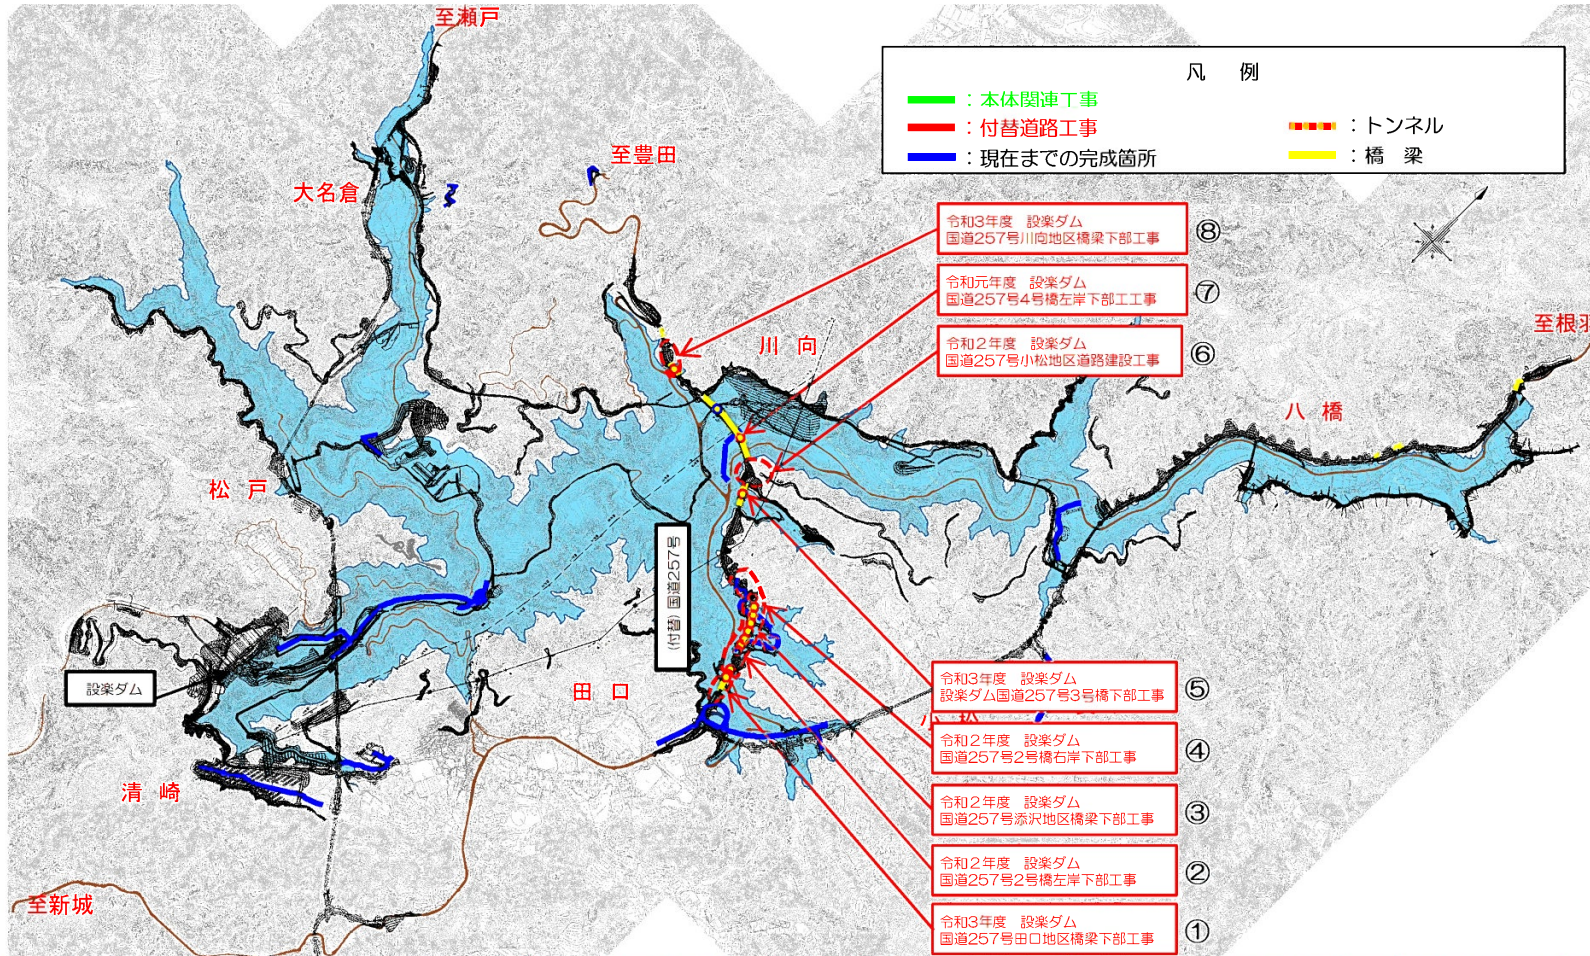 至瀬戸
凡　例
：本体関連工事
：付替道路工事
：トンネル
：現在までの完成箇所
：橋　梁
至豊田
大名倉
令和3年度　設楽ダム
国道257号川向地区橋梁下部工事
⑧
令和元年度　設楽ダム
国道257号4号橋左岸下部工工事
⑦
令和2年度　設楽ダム
国道257号小松地区道路建設工事
⑥
川　向
至根羽
八　橋
松　戸
(付替) 国道257号
設楽ダム
田　口
令和3年度　設楽ダム
設楽ダム国道257号3号橋下部工事
⑤
小　松
令和2年度　設楽ダム
国道257号2号橋右岸下部工事
④
令和2年度　設楽ダム
国道257号添沢地区橋梁下部工事
③
令和2年度　設楽ダム
国道257号2号橋左岸下部工事
②
令和3年度　設楽ダム
国道257号田口地区橋梁下部工事
①
清　崎
至新城